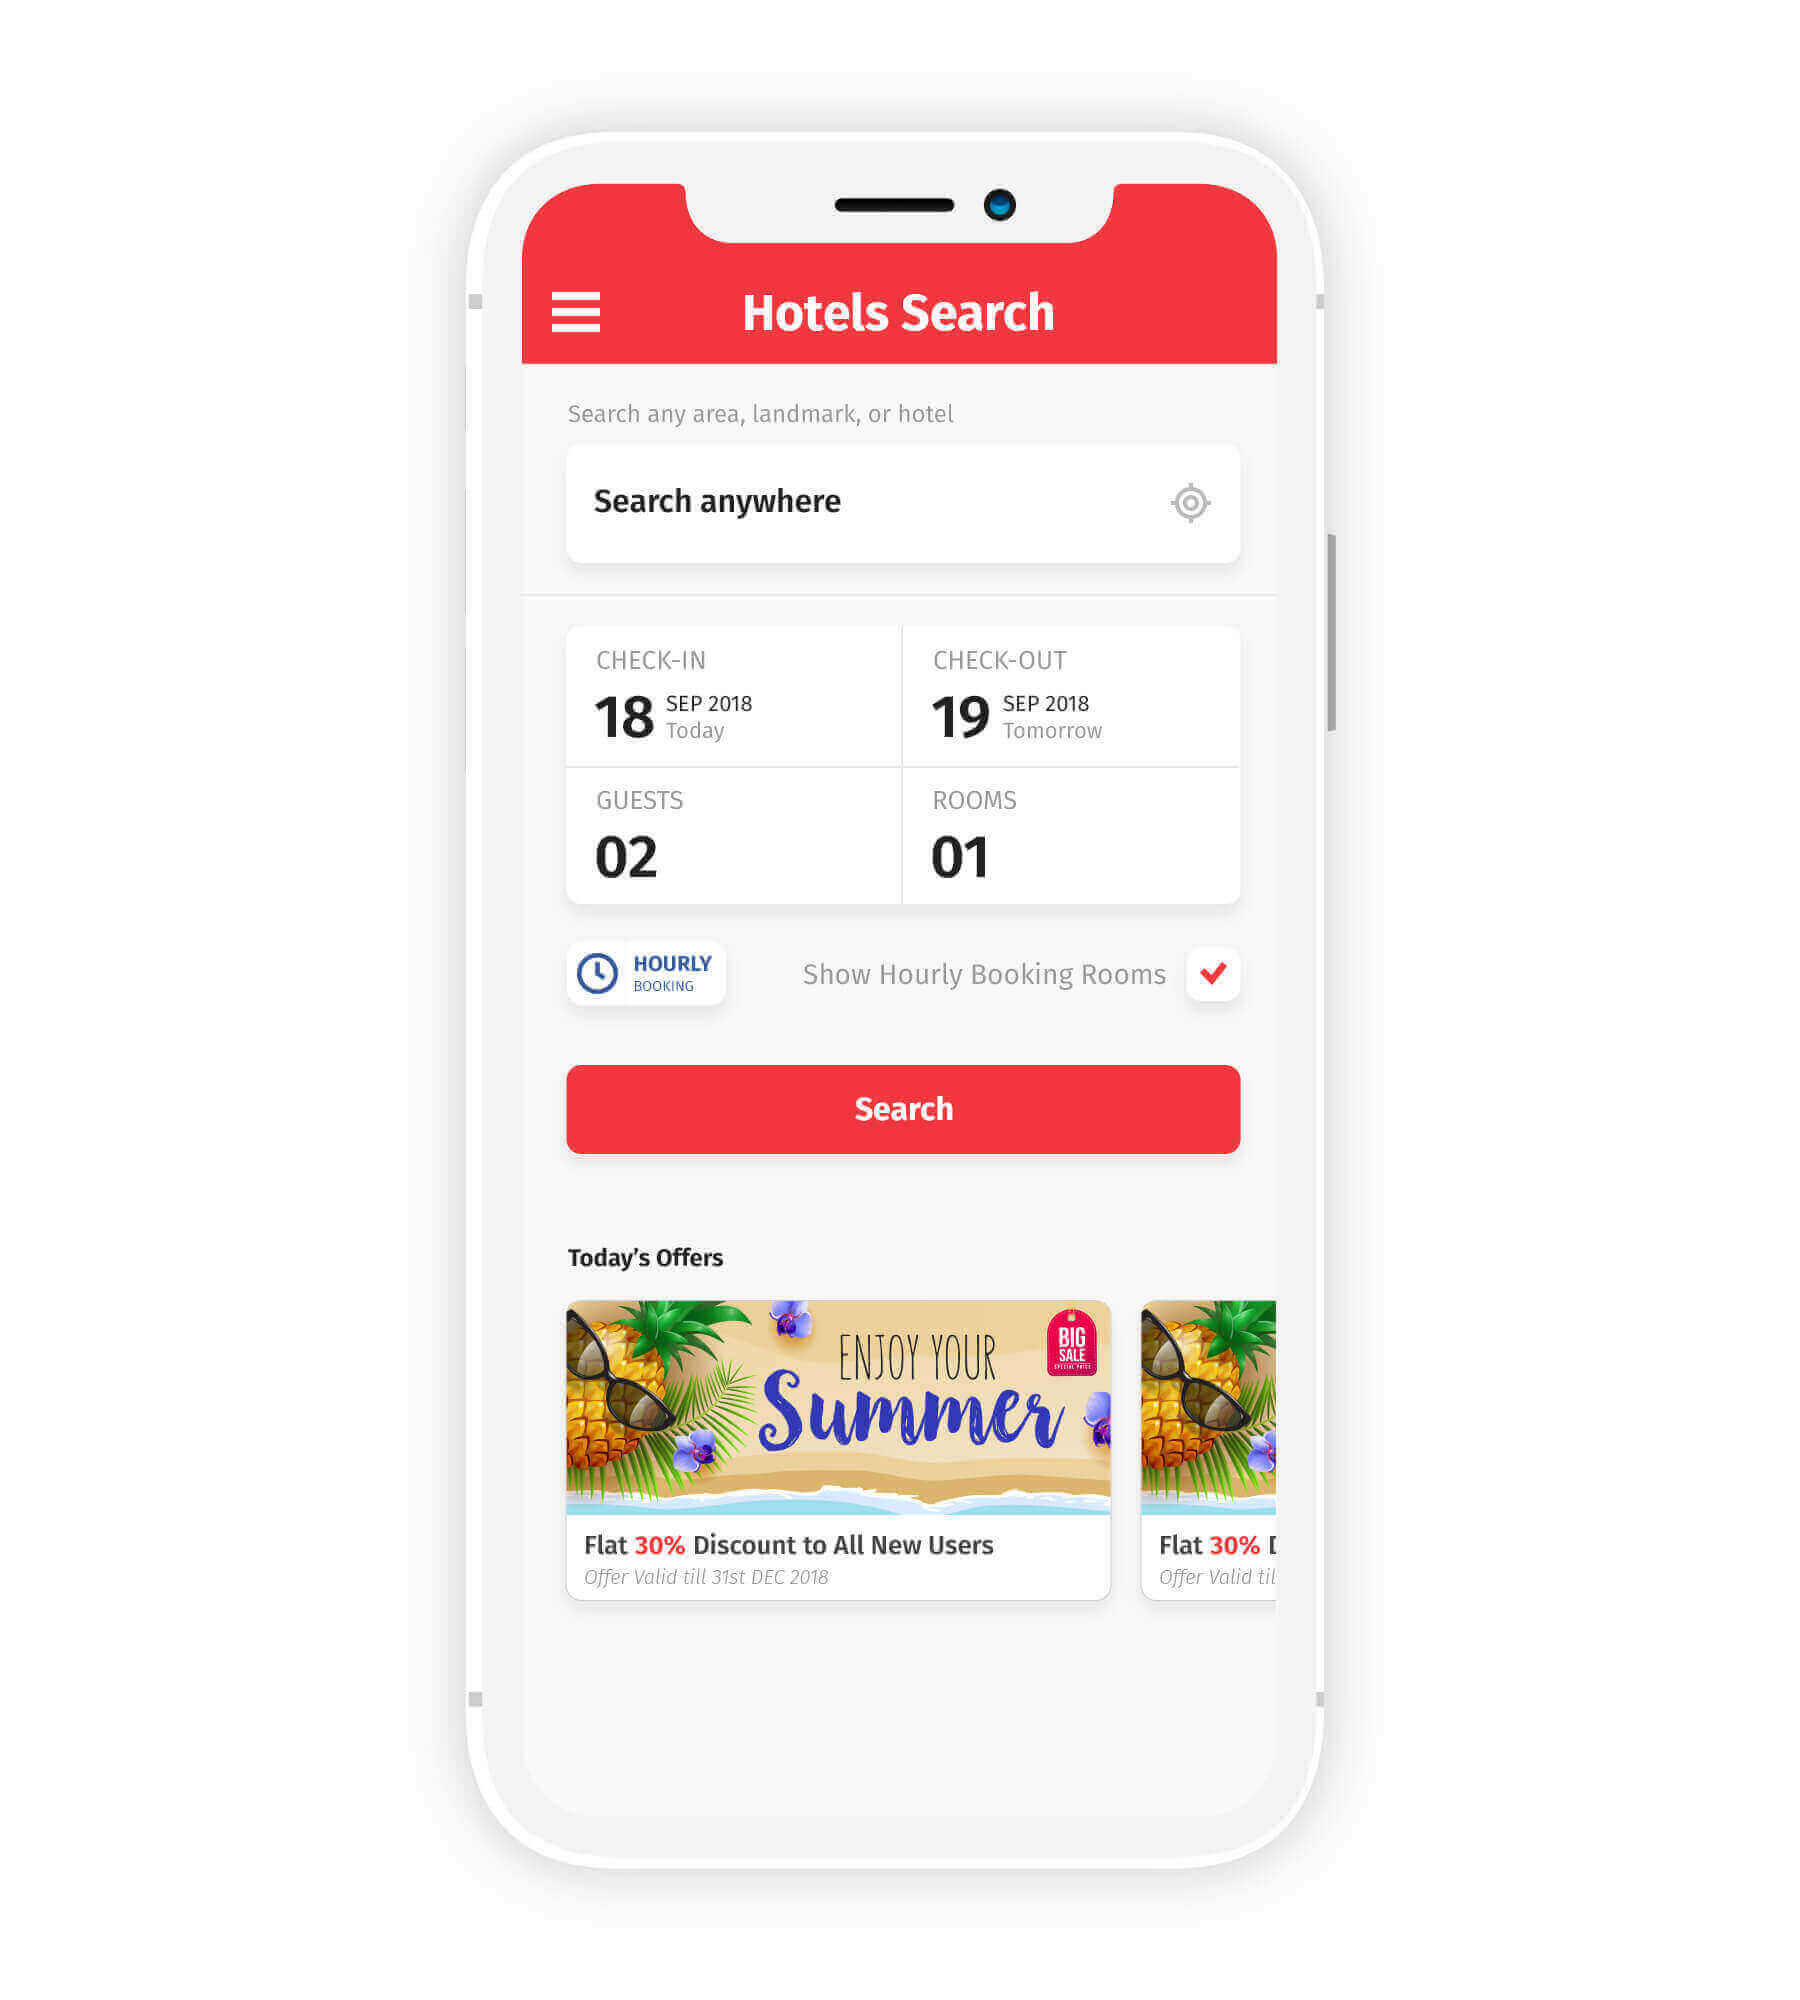 Hotels Search
Search any area, landmark, or hotel
Search anywhere
CHECK-IN
18 SEP 2018
Today
CHECK-OUT
19 SEP 2018
Tomorrow
GUESTS
02
ROOMS
01
HOURLY
BOOKING
Show Hourly Booking Rooms
Search
Today's Offers
ENJOY YOUR
Summer
BIG
SALE
SPECIAL PRICE
Flat 30% Discount to All New Users
Offer Valid till 31st DEC 2018
Flat 30% D
Offer Valid til